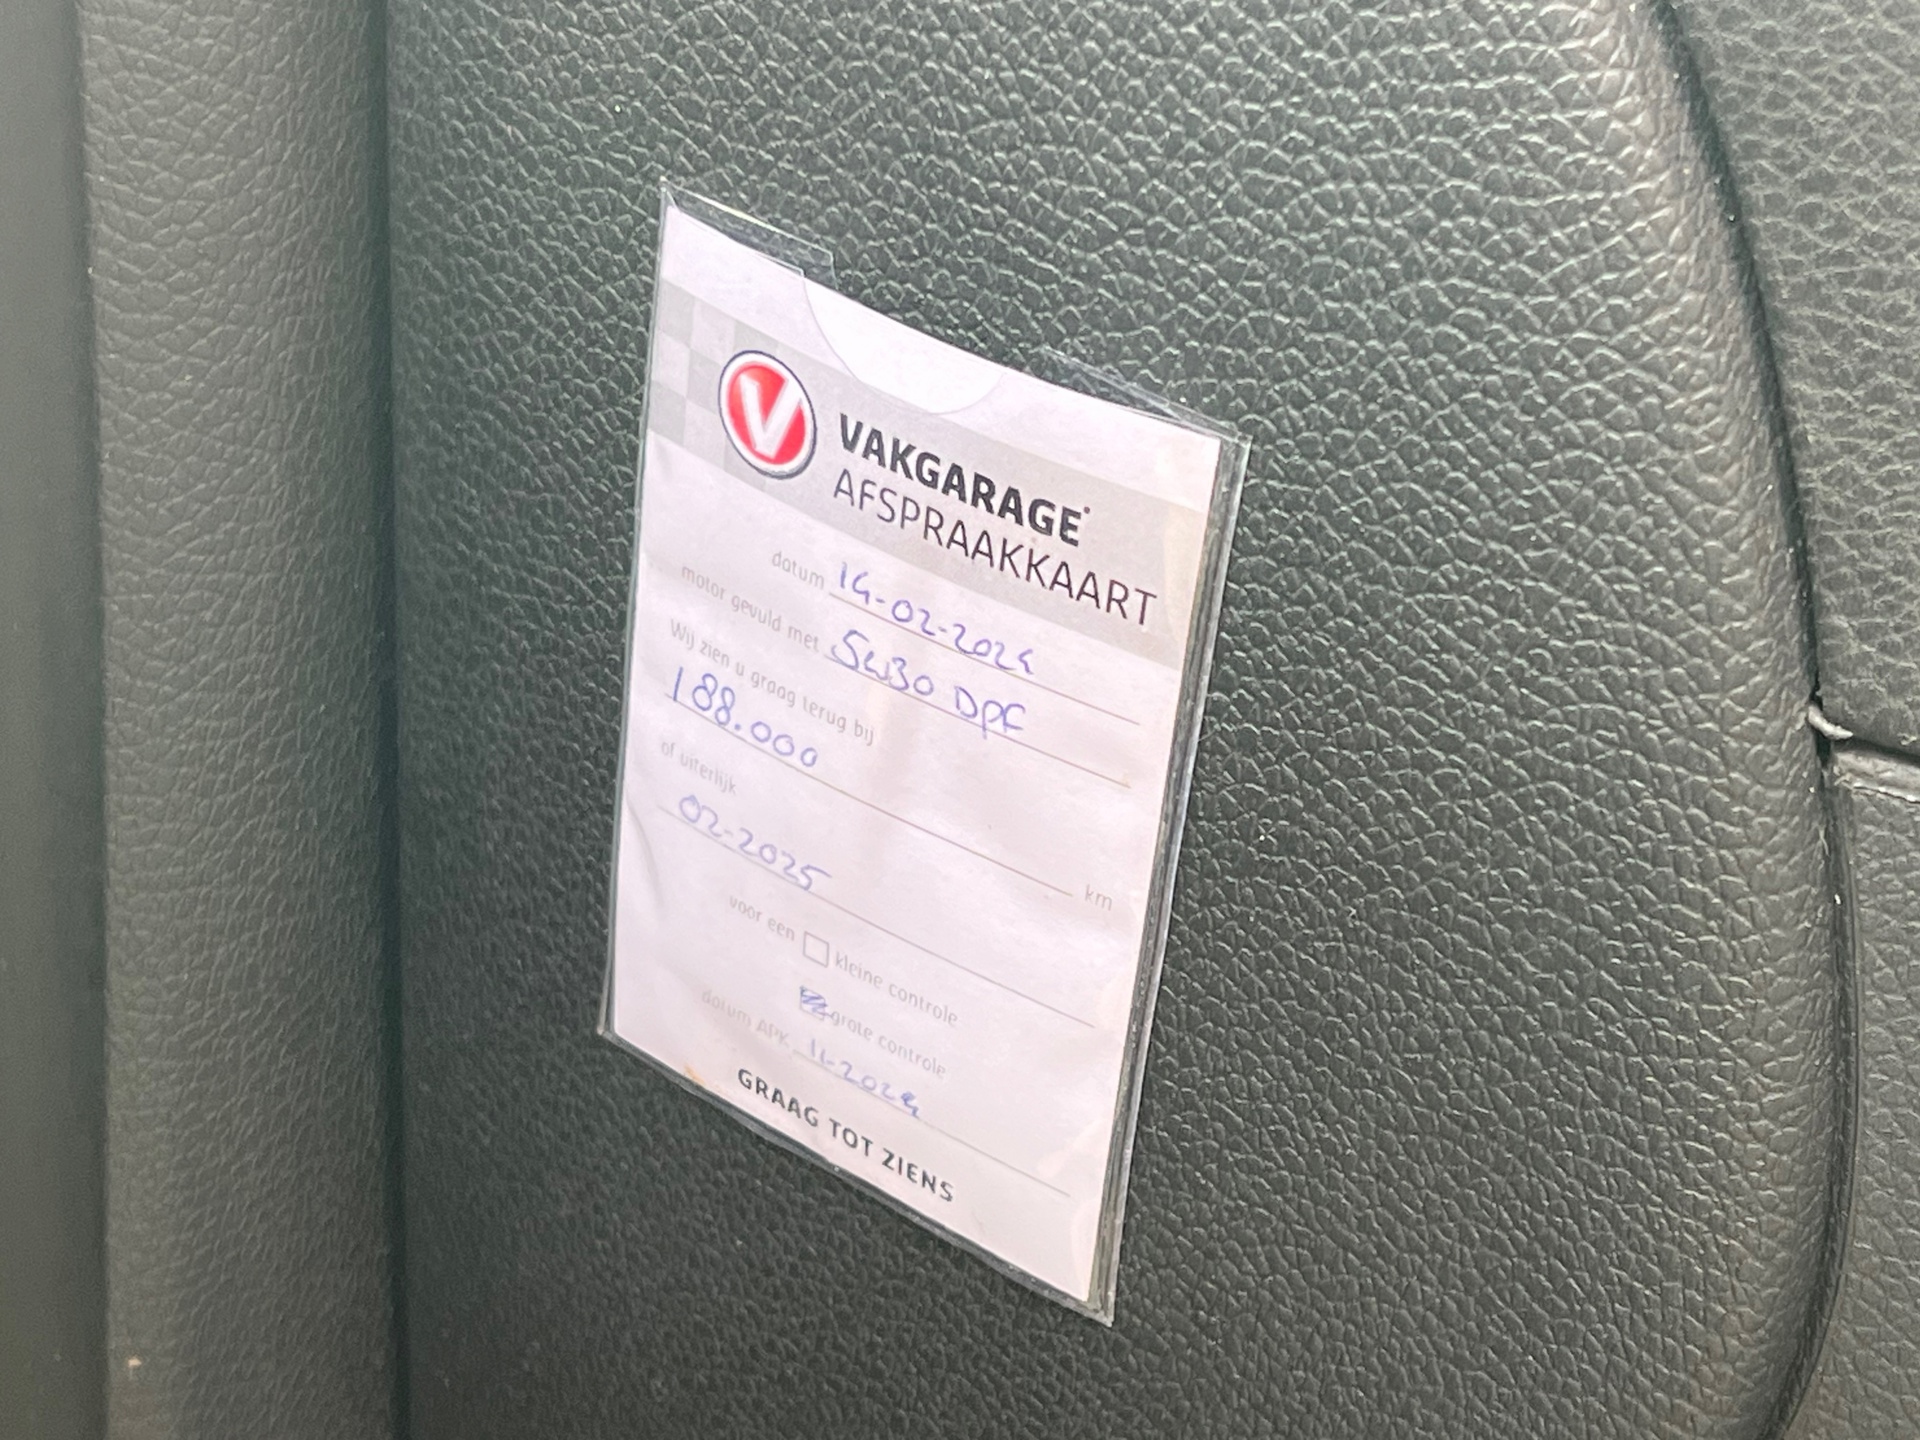 V
VAKGARAGE
AFSPRAAKKAART
datum 14-02-2024
motor gevuld met 5W30 DPF
Wij zien u graag terug bij
188.000 km
of uiterlijk
02-2025
voor een kleine controle
grote controle
datum APK 11-2024
GRAAG TOT ZIENS